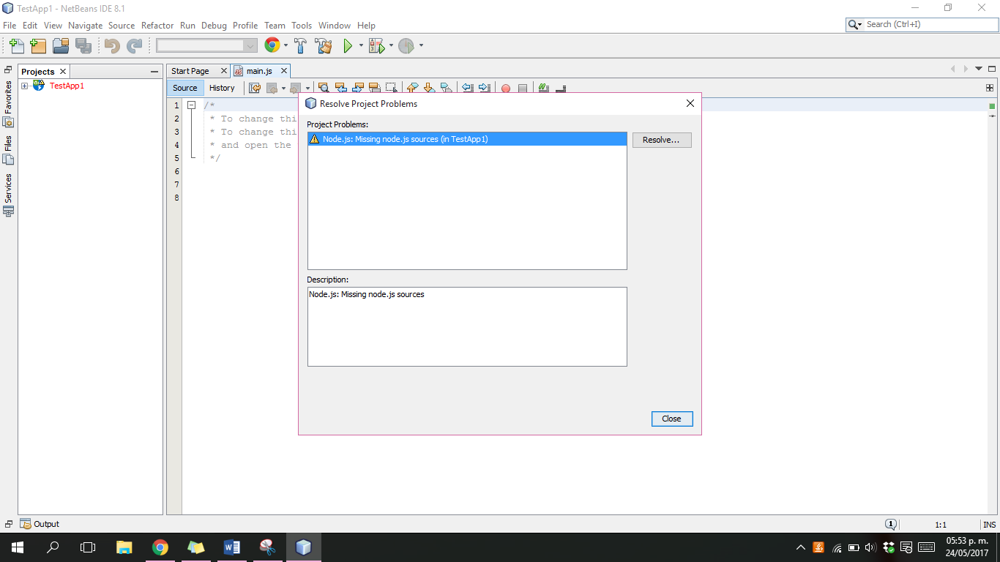 TestApp1 - NetBeans IDE 8.1
File Edit View Navigate Source Refactor Run Debug Profile Team Tools Window Help
Search (Ctrl+I)
Projects
Start Page
main.js
TestApp1
Favorites
Files
Services
Source History
1 /*
2 * To change thi
3 * To change thi
4 * and open the
5 */
6
7
8
Resolve Project Problems
Project Problems:
Node.js: Missing node.js sources (in TestApp1)
Resolve...
Description:
Node.js: Missing node.js sources
Close
Output
1
1:1
INS
05:53 p. m.
24/05/2017